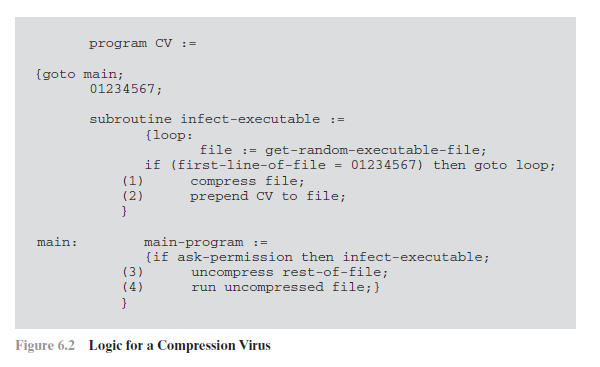 program CV :=
{goto main;
01234567;
subroutine infect-executable :=
{loop:
file := get-random-executable-file;
if (first-line-of-file = 01234567) then goto loop;
(1) compress file;
(2) prepend CV to file;
}
main: main-program :=
{if ask-permission then infect-executable;
(3) uncompress rest-of-file;
(4) run uncompressed file;}
}
Figure 6.2 Logic for a Compression Virus